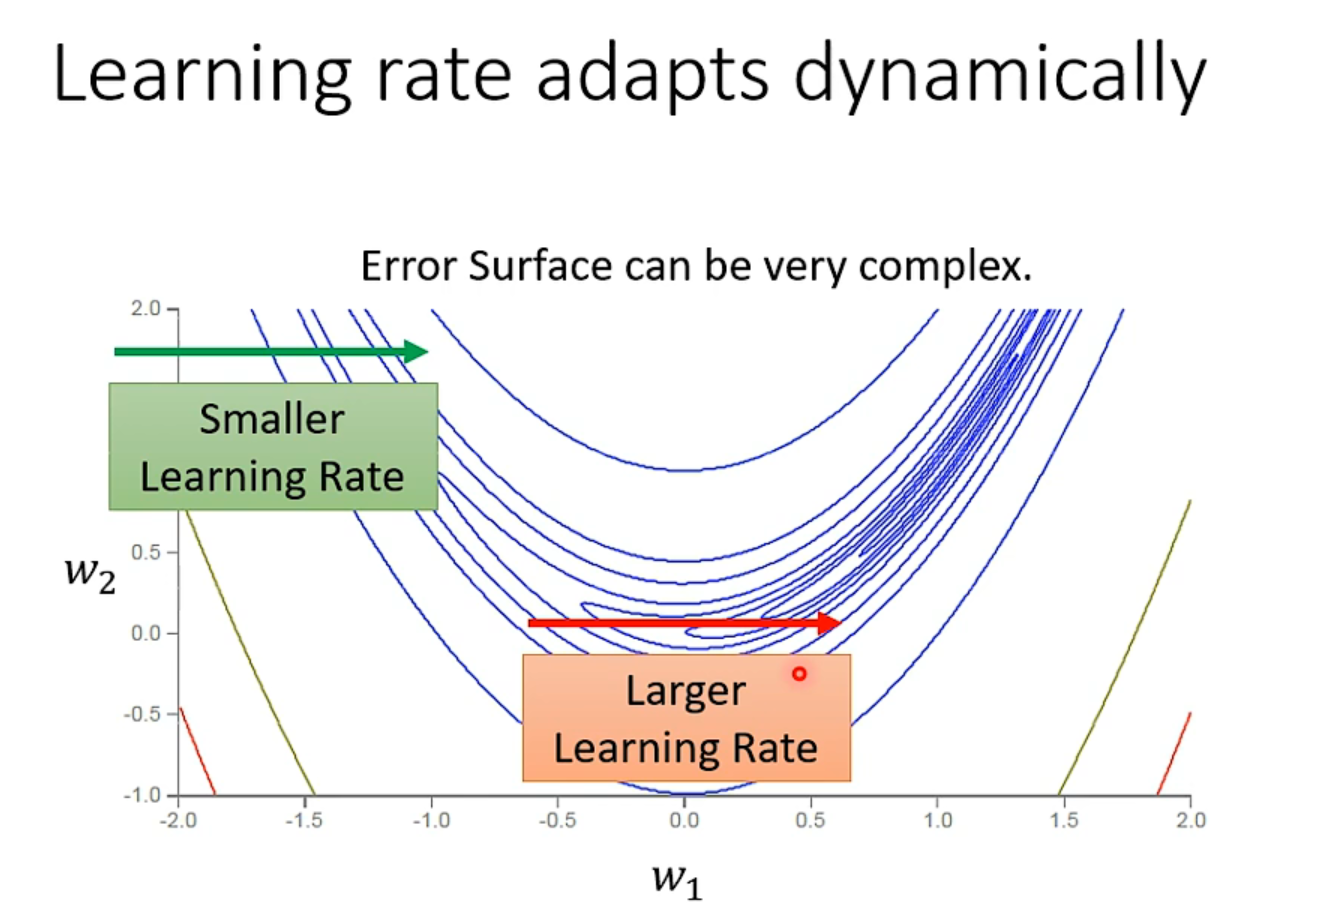 Learning rate adapts dynamically
Error Surface can be very complex.
2.0
Smaller
Learning Rate
0.5
w₂
0.0
Larger
Learning Rate
-0.5
-1.0
-2.0 -1.5 -1.0 -0.5 0.0 0.5 1.0 1.5 2.0
w₁